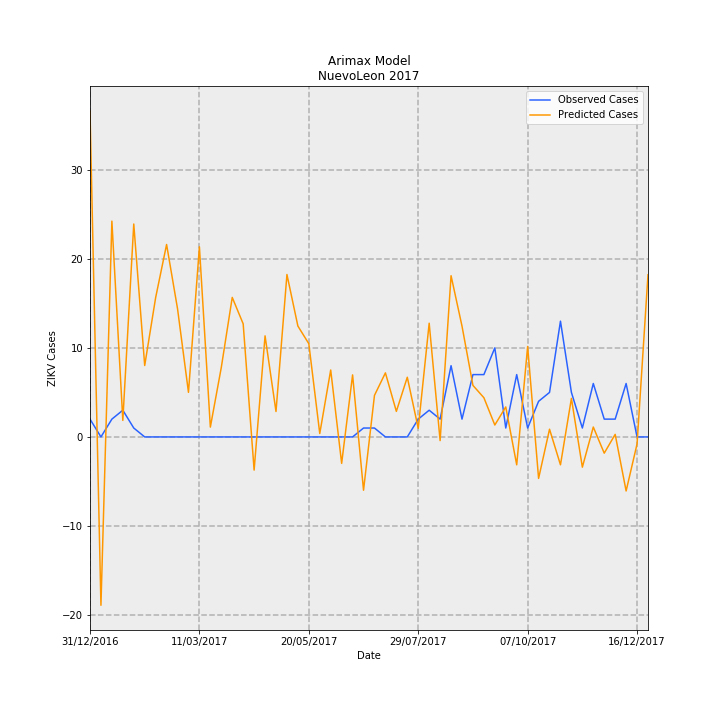 Arimax Model
NuevoLeon 2017
Observed Cases
Predicted Cases
ZIKV Cases
30
20
10
0
−10
−20
31/12/2016
11/03/2017
20/05/2017
29/07/2017
07/10/2017
16/12/2017
Date